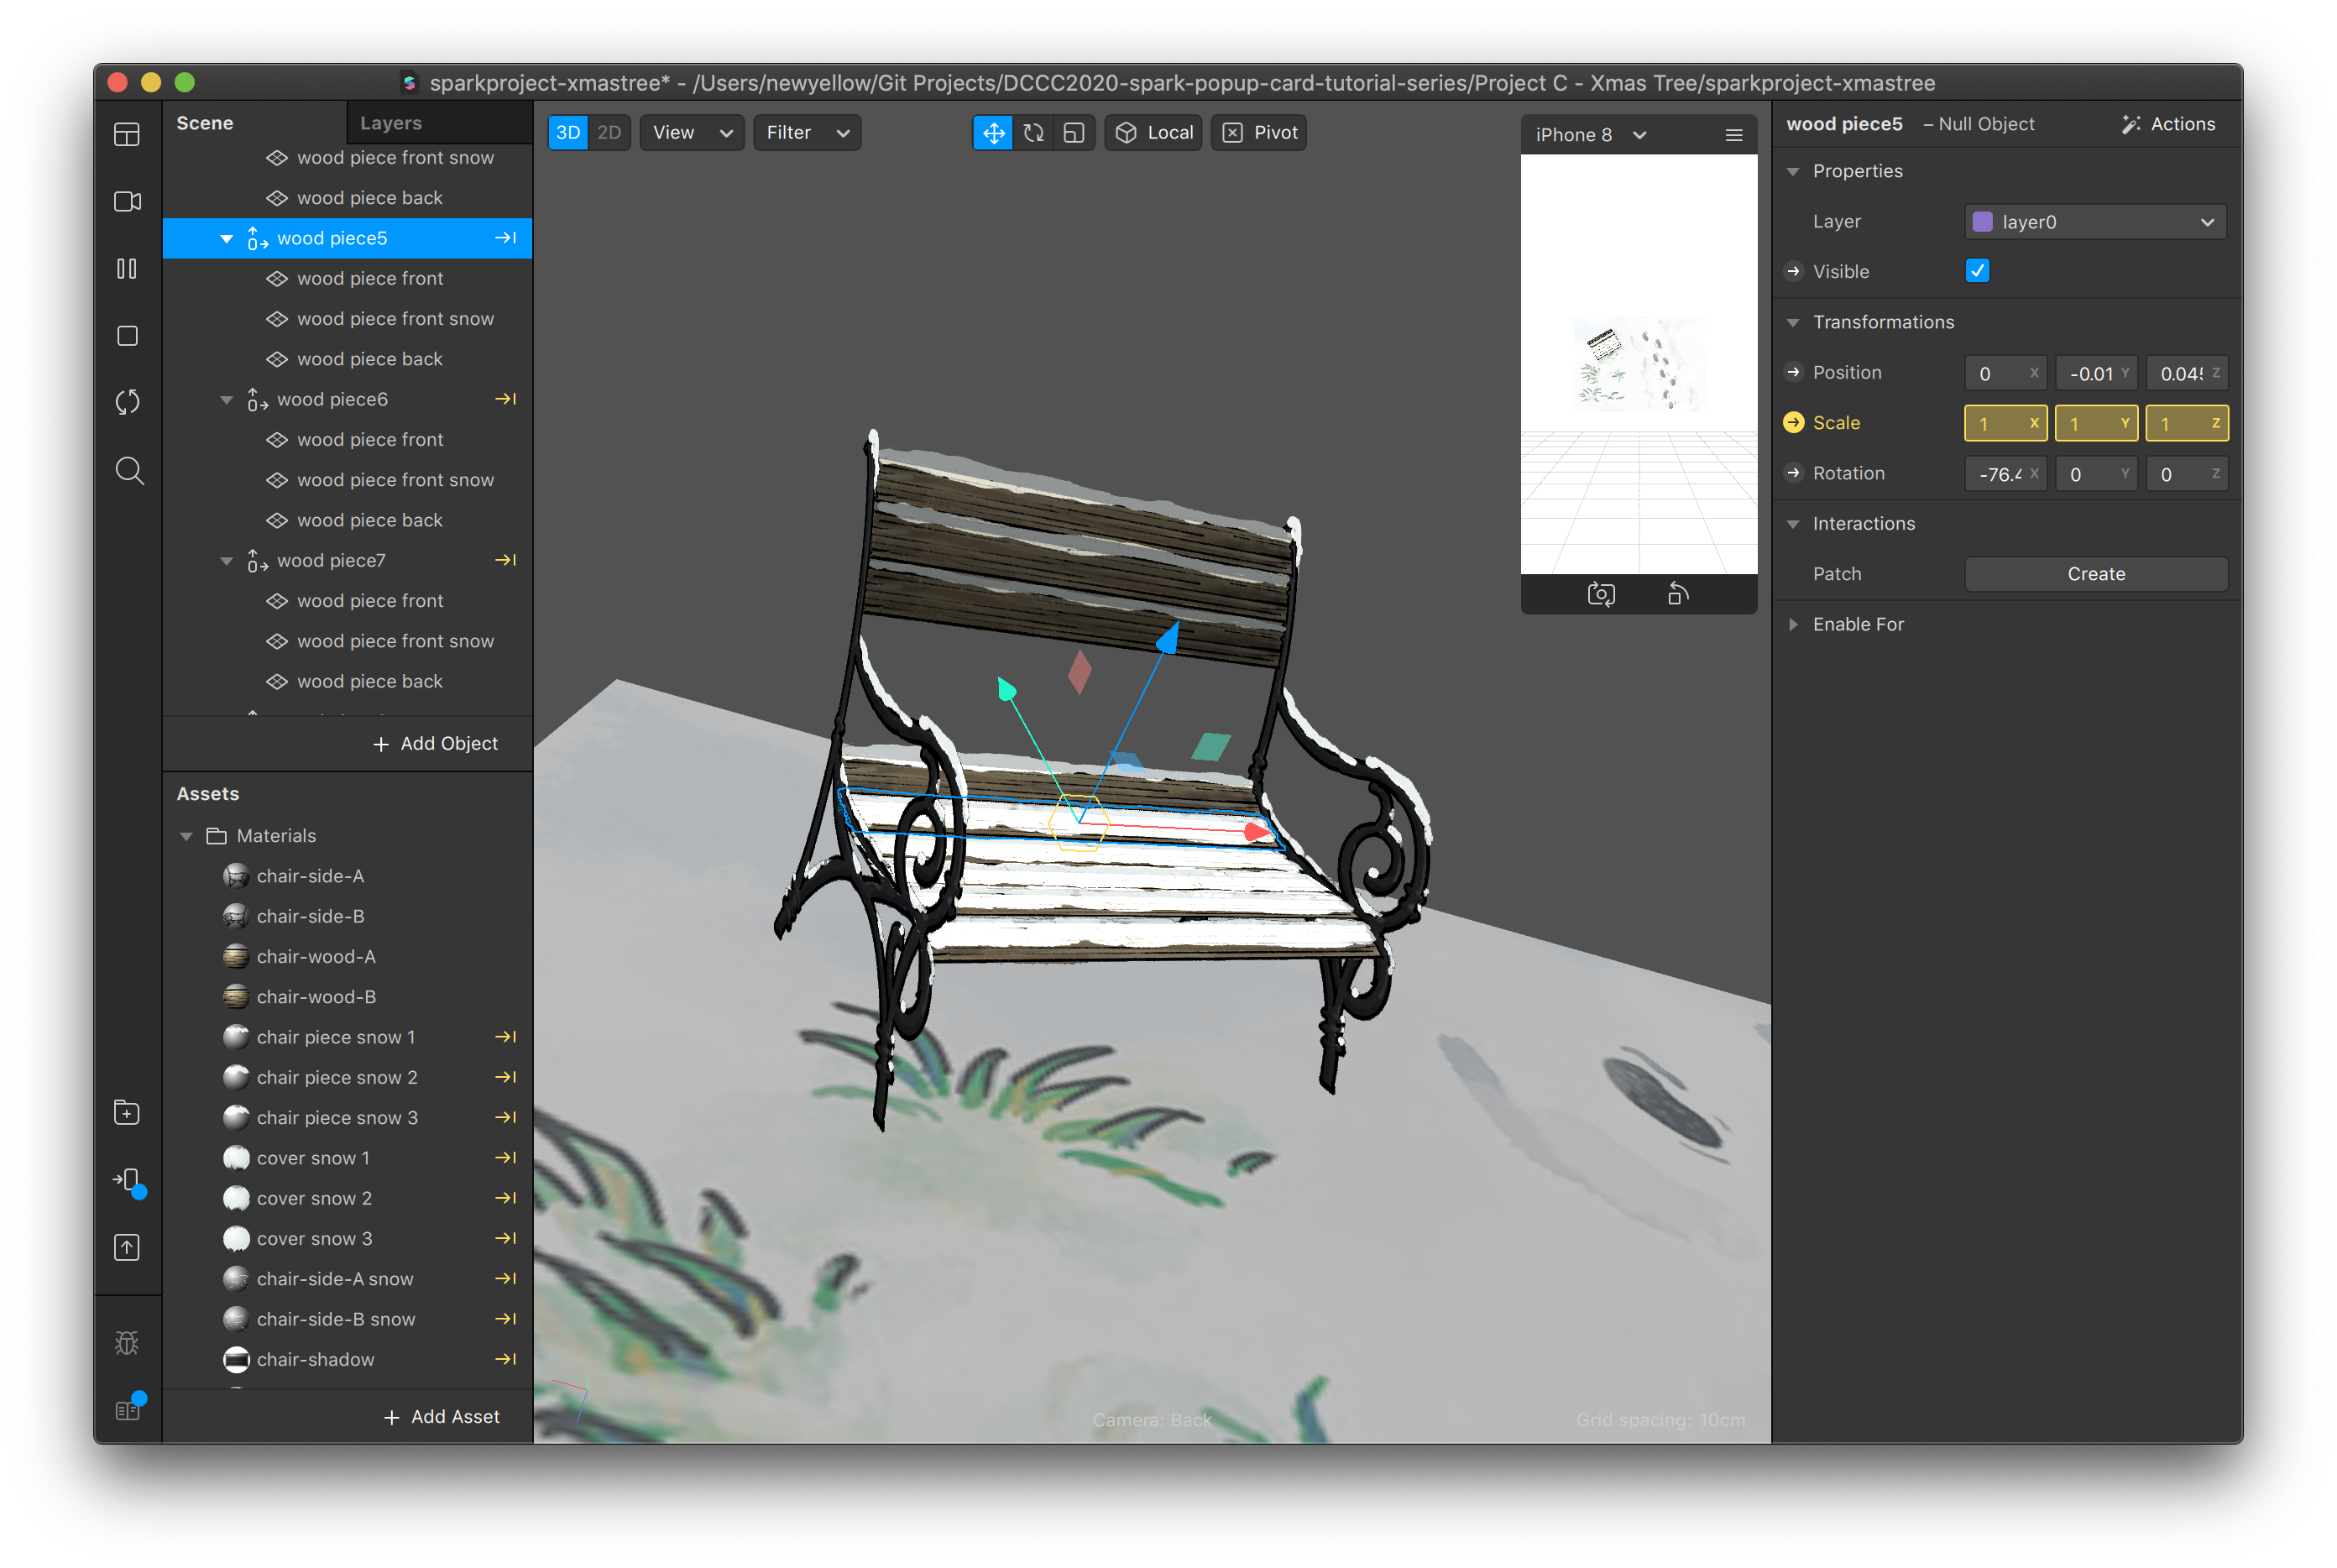 sparkproject-xmastree* - /Users/newyellow/Git Projects/DCCC2020-spark-popup-card-tutorial-series/Project C - Xmas Tree/sparkproject-xmastree
Scene
Layers
wood piece front snow
wood piece back
wood piece5
wood piece front
wood piece front snow
wood piece back
wood piece6
wood piece front
wood piece front snow
wood piece back
wood piece7
wood piece front
wood piece front snow
wood piece back
+ Add Object
Assets
Materials
chair-side-A
chair-side-B
chair-wood-A
chair-wood-B
chair piece snow 1
chair piece snow 2
chair piece snow 3
cover snow 1
cover snow 2
cover snow 3
chair-side-A snow
chair-side-B snow
chair-shadow
+ Add Asset
3D 2D View Filter Local Pivot
iPhone 8
Camera: Back
Grid spacing: 10cm
wood piece5 – Null Object Actions
Properties
Layer layer0
Visible
Transformations
Position 0 X -0.01 Y 0.045 Z
Scale 1 X 1 Y 1 Z
Rotation -76.4 X 0 Y 0 Z
Interactions
Patch Create
Enable For